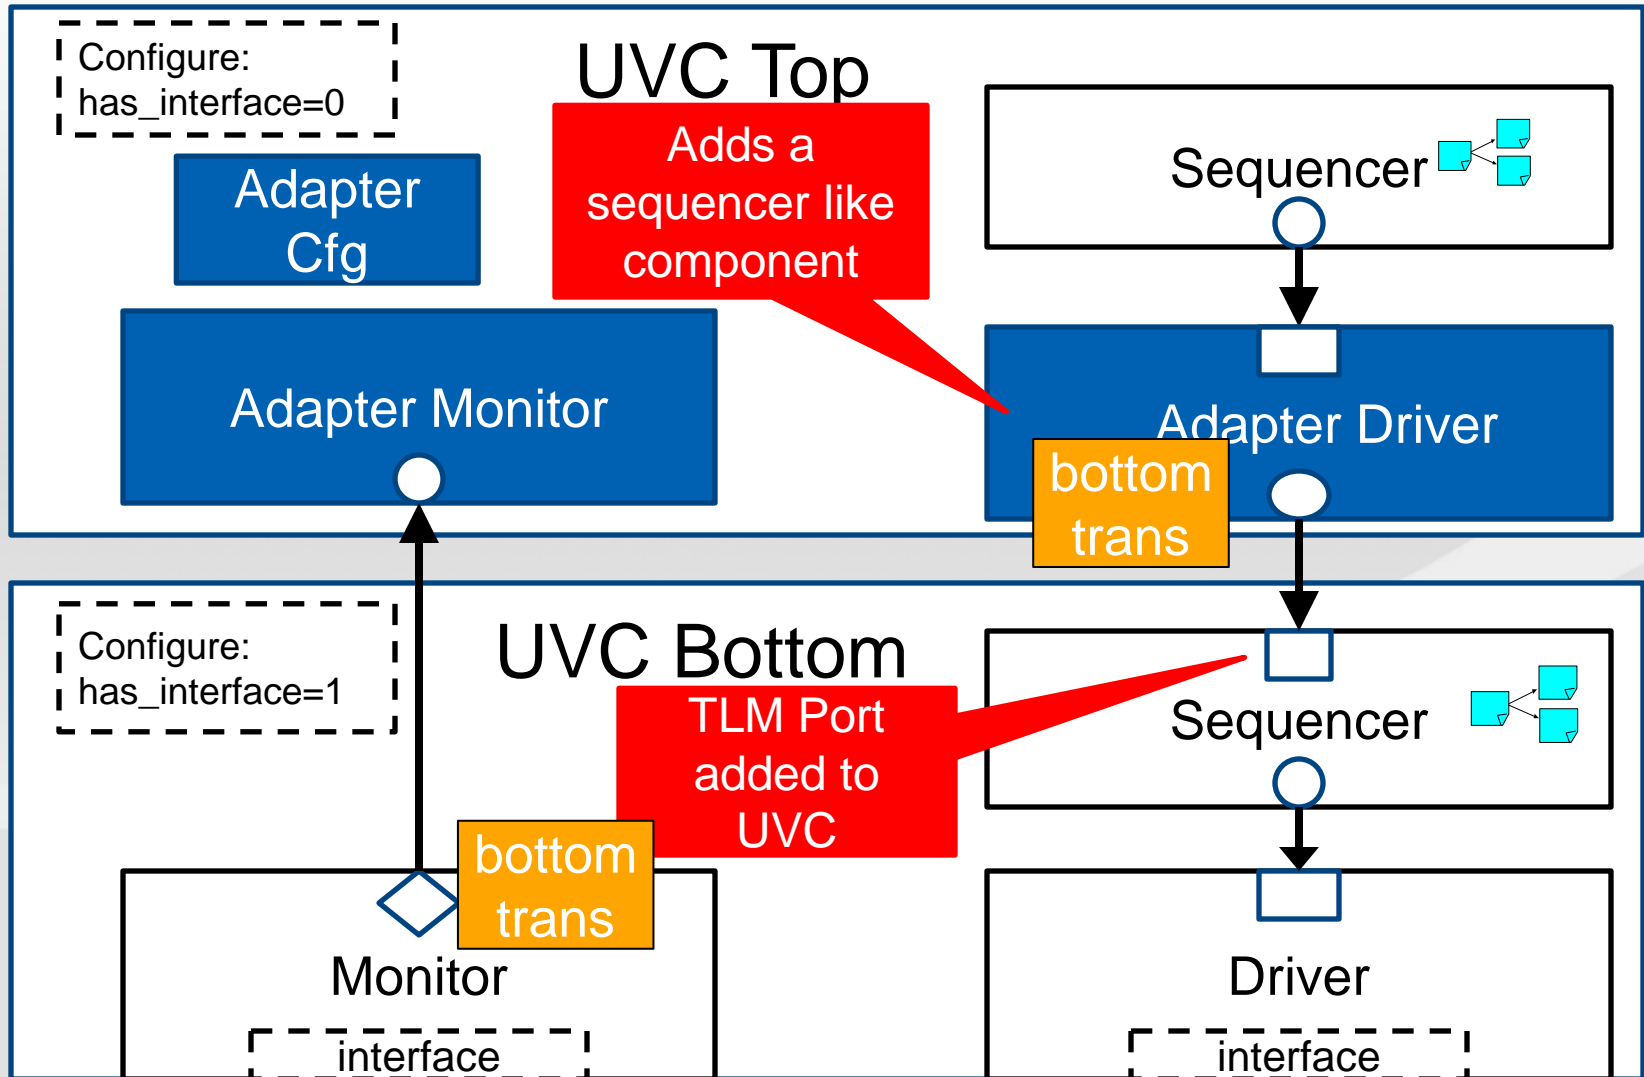 Configure:
has_interface=0
UVC Top
Adds a
sequencer like
component
Sequencer
Adapter
Cfg
Adapter Monitor
Adapter Driver
bottom
trans
Configure:
has_interface=1
UVC Bottom
TLM Port
added to
UVC
Sequencer
bottom
trans
Monitor
Driver
interface
interface